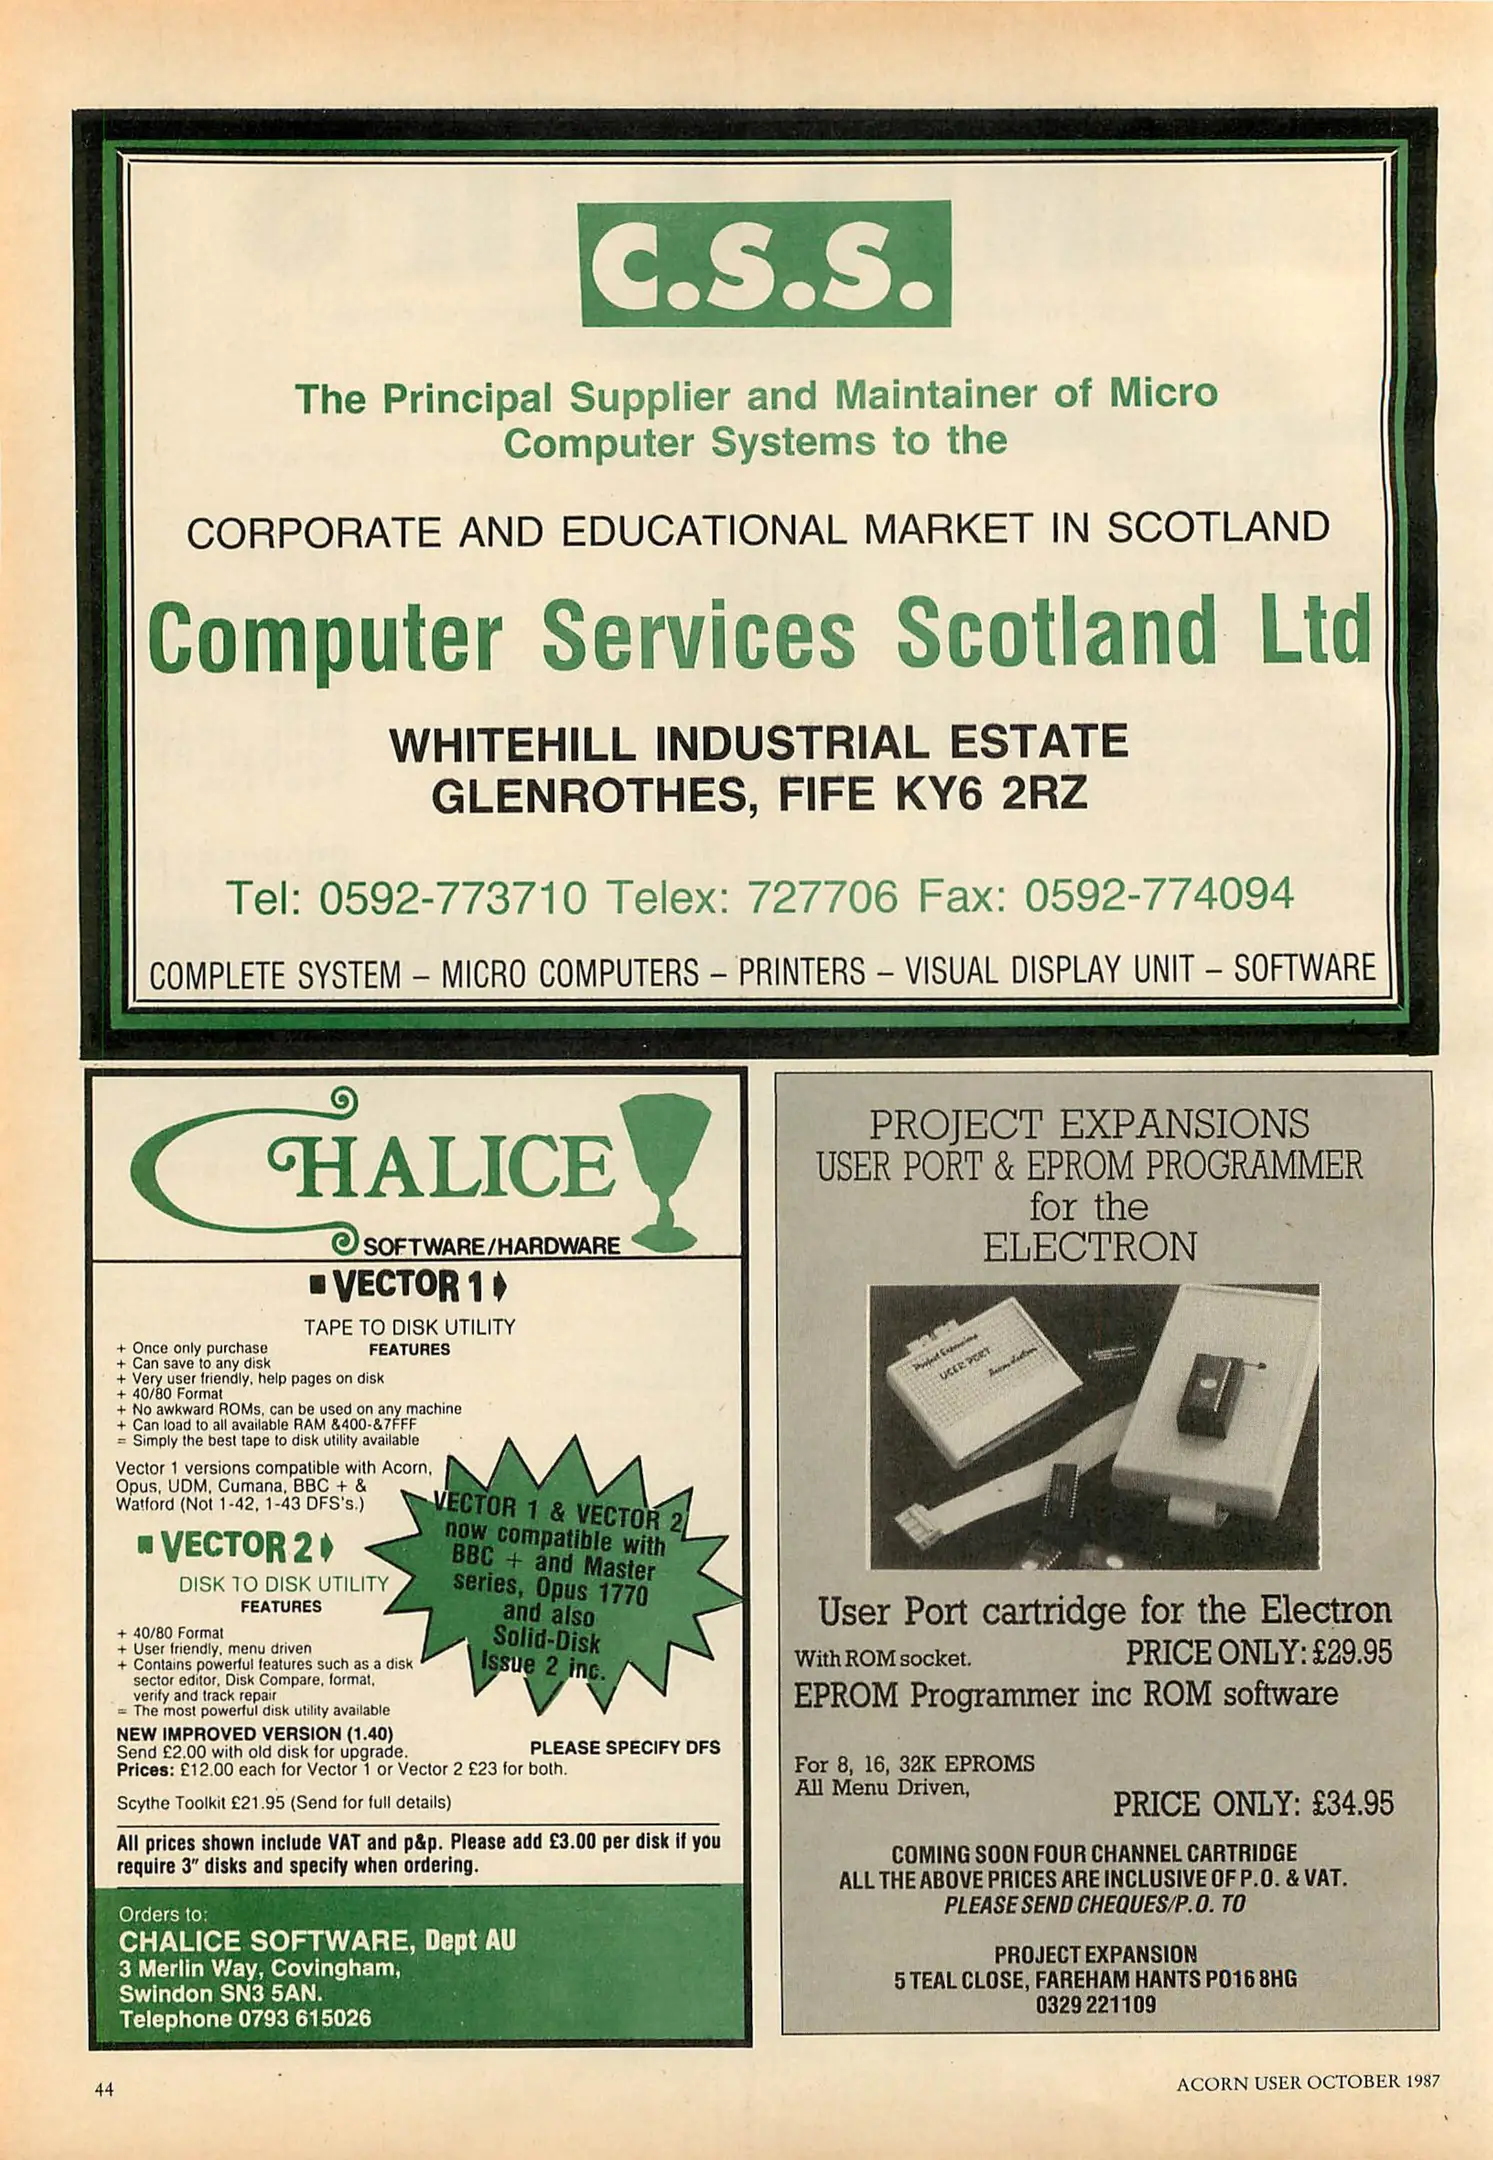 C.S.S.
The Principal Supplier and Maintainer of Micro
Computer Systems to the
CORPORATE AND EDUCATIONAL MARKET IN SCOTLAND
Computer Services Scotland Ltd
WHITEHILL INDUSTRIAL ESTATE
GLENROTHES, FIFE KY6 2RZ
Tel: 0592-773710 Telex: 727706 Fax: 0592-774094
COMPLETE SYSTEM – MICRO COMPUTERS – PRINTERS – VISUAL DISPLAY UNIT – SOFTWARE
CHALICE
SOFTWARE/HARDWARE
VECTOR 1
TAPE TO DISK UTILITY
FEATURES
+ Once only purchase
+ Can save to any disk
+ Very user friendly, help pages on disk
+ 40/80 Format
+ No awkward ROMs, can be used on any machine
+ Can load to all available RAM &400-&7FFF
= Simply the best tape to disk utility available
Vector 1 versions compatible with Acorn,
Opus, UDM, Cumana, BBC + &
Watford (Not 1-42, 1-43 DFS's.)
VECTOR 2
DISK TO DISK UTILITY
FEATURES
+ 40/80 Format
+ User friendly, menu driven
+ Contains powerful features such as a disk
sector editor, Disk Compare, format,
verify and track repair
= The most powerful disk utility available
VECTOR 1 & VECTOR 2
now compatible with
BBC + and Master
series, Opus 1770
and also
Solid-Disk
Issue 2 inc.
NEW IMPROVED VERSION (1.40)
Send £2.00 with old disk for upgrade.
PLEASE SPECIFY DFS
Prices: £12.00 each for Vector 1 or Vector 2 £23 for both.
Scythe Toolkit £21.95 (Send for full details)
All prices shown include VAT and p&p. Please add £3.00 per disk if you
require 3" disks and specify when ordering.
Orders to:
CHALICE SOFTWARE, Dept AU
3 Merlin Way, Covingham,
Swindon SN3 5AN.
Telephone 0793 615026
PROJECT EXPANSIONS
USER PORT & EPROM PROGRAMMER
for the
ELECTRON
Project Expansions
USER PORT
Acorn electron
User Port cartridge for the Electron
With ROM socket.
PRICE ONLY: £29.95
EPROM Programmer inc ROM software
For 8, 16, 32K EPROMS
All Menu Driven,
PRICE ONLY: £34.95
COMING SOON FOUR CHANNEL CARTRIDGE
ALL THE ABOVE PRICES ARE INCLUSIVE OF P.O. & VAT.
PLEASE SEND CHEQUES/P.O. TO
PROJECT EXPANSION
5 TEAL CLOSE, FAREHAM HANTS PO16 8HG
0329 221109
44
ACORN USER OCTOBER 1987